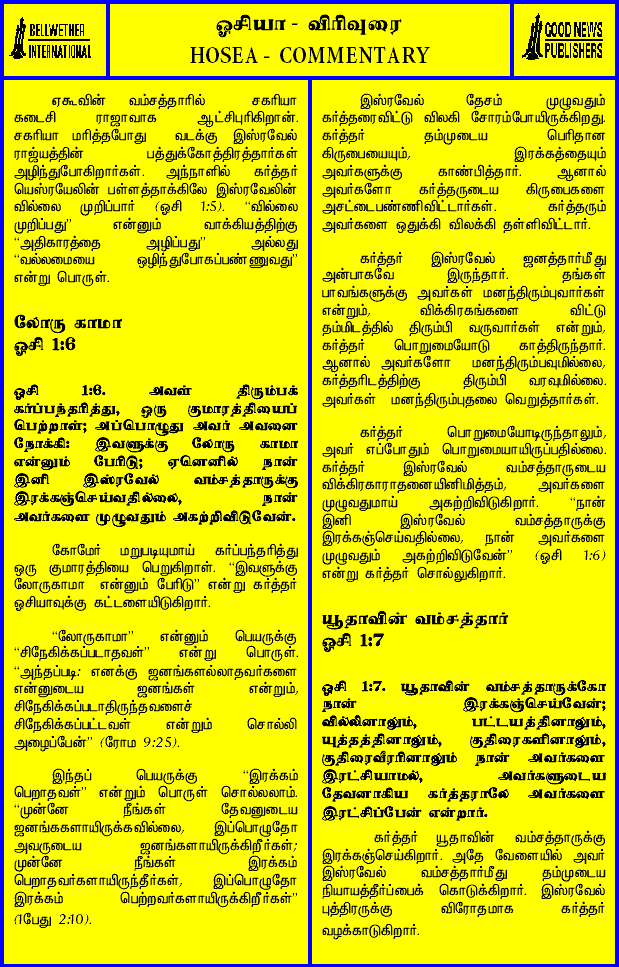 BELLWETHER
INTERNATIONAL
ஓசியா - விரிவுரை
HOSEA - COMMENTARY
GOOD NEWS
PUBLISHERS
ஏகூவின் வம்சத்தாரில் சகரியா
கடைசி ராஜாவாக ஆட்சிபுரிகிறான்.
சகரியா மரித்தபோது வடக்கு இஸ்ரவேல்
ராஜ்யத்தின் பத்துக்கோத்திரத்தார்கள்
அழிந்துபோகிறார்கள். அந்நாளில் கர்த்தர்
யெஸ்ரயேலின் பள்ளத்தாக்கிலே இஸ்ரவேலின்
வில்லை முறிப்பார் (ஓசி 1:5). “வில்லை
முறிப்பது” என்னும் வாக்கியத்திற்கு
“அதிகாரத்தை அழிப்பது” அல்லது
“வல்லமையை ஒழிந்துபோகப்பண்ணுவது”
என்று பொருள்.
லோரு காமா
ஓசி 1:6
ஓசி 1:6. அவள் திரும்பக்
கர்ப்பந்தரித்து, ஒரு குமாரத்தியைப்
பெற்றாள்; அப்பொழுது அவர் அவனை
நோக்கி: இவளுக்கு லோரு காமா
என்னும் பேரிடு; ஏனெனில் நான்
இனி இஸ்ரவேல் வம்சத்தாருக்கு
இரக்கஞ்செய்வதில்லை, நான்
அவர்களை முழுவதும் அகற்றிவிடுவேன்.
கோமேர் மறுபடியுமாய் கர்ப்பந்தரித்து
ஒரு குமாரத்தியை பெறுகிறாள். “இவளுக்கு
லோருகாமா என்னும் பேரிடு” என்று கர்த்தர்
ஓசியாவுக்கு கட்டளையிடுகிறார்.
“லோருகாமா” என்னும் பெயருக்கு
“சிநேகிக்கப்படாதவள்” என்று பொருள்.
“அந்தப்படி: எனக்கு ஜனங்களல்லாதவர்களை
என்னுடைய ஜனங்கள் என்றும்,
சிநேகிக்கப்படாதிருந்தவளைச்
சிநேகிக்கப்பட்டவள் என்றும் சொல்லி
அழைப்பேன்” (ரோம 9:25).
இந்தப் பெயருக்கு “இரக்கம்
பெறாதவள்” என்றும் பொருள் சொல்லலாம்.
“முன்னே நீங்கள் தேவனுடைய
ஜனங்ககளாயிருக்கவில்லை, இப்பொழுதோ
அவருடைய ஜனங்களாயிருக்கிறீர்கள்;
முன்னே நீங்கள் இரக்கம்
பெறாதவர்களாயிருந்தீர்கள், இப்பொழுதோ
இரக்கம் பெற்றவர்களாயிருக்கிறீர்கள்”
(1பேது 2:10).
இஸ்ரவேல் தேசம் முழுவதும்
கர்த்தரைவிட்டு விலகி சோரம்போயிருக்கிறது.
கர்த்தர் தம்முடைய பெரிதான
கிருபையையும், இரக்கத்தையும்
அவர்களுக்கு காண்பித்தார். ஆனால்
அவர்களோ கர்த்தருடைய கிருபைகளை
அசட்டைபண்ணிவிட்டார்கள். கர்த்தரும்
அவர்களை ஒதுக்கி விலக்கி தள்ளிவிட்டார்.
கர்த்தர் இஸ்ரவேல் ஜனத்தார்மீது
அன்பாகவே இருந்தார். தங்கள்
பாவங்களுக்கு அவர்கள் மனந்திரும்புவார்கள்
என்றும், விக்கிரகங்களை விட்டு
தம்மிடத்தில் திரும்பி வருவார்கள் என்றும்,
கர்த்தர் பொறுமையோடு காத்திருந்தார்.
ஆனால் அவர்களோ மனந்திரும்பவுமில்லை,
கர்த்தரிடத்திற்கு திரும்பி வரவுமில்லை.
அவர்கள் மனந்திரும்புதலை வெறுத்தார்கள்.
கர்த்தர் பொறுமையோடிருந்தாலும்,
அவர் எப்போதும் பொறுமையாயிருப்பதில்லை.
கர்த்தர் இஸ்ரவேல் வம்சத்தாருடைய
விக்கிரகாராதனையினிமித்தம், அவர்களை
முழுவதுமாய் அகற்றிவிடுகிறார். “நான்
இனி இஸ்ரவேல் வம்சத்தாருக்கு
இரக்கஞ்செய்வதில்லை, நான் அவர்களை
முழுவதும் அகற்றிவிடுவேன்” (ஓசி 1:6)
என்று கர்த்தர் சொல்லுகிறார்.
யூதாவின் வம்சத்தார்
ஓசி 1:7
ஓசி 1:7. யூதாவின் வம்சத்தாருக்கோ
நான் இரக்கஞ்செய்வேன்;
வில்லினாலும், பட்டயத்தினாலும்,
யுத்தத்தினாலும், குதிரைகளினாலும்,
குதிரைவீரரினாலும் நான் அவர்களை
இரட்சியாமல், அவர்களுடைய
தேவனாகிய கர்த்தராலே அவர்களை
இரட்சிப்பேன் என்றார்.
கர்த்தர் யூதாவின் வம்சத்தாருக்கு
இரக்கஞ்செய்கிறார். அதே வேளையில் அவர்
இஸ்ரவேல் வம்சத்தார்மீது தம்முடைய
நியாயத்தீர்ப்பைக் கொடுக்கிறார். இஸ்ரவேல்
புத்திரருக்கு விரோதமாக கர்த்தர்
வழக்காடுகிறார்.